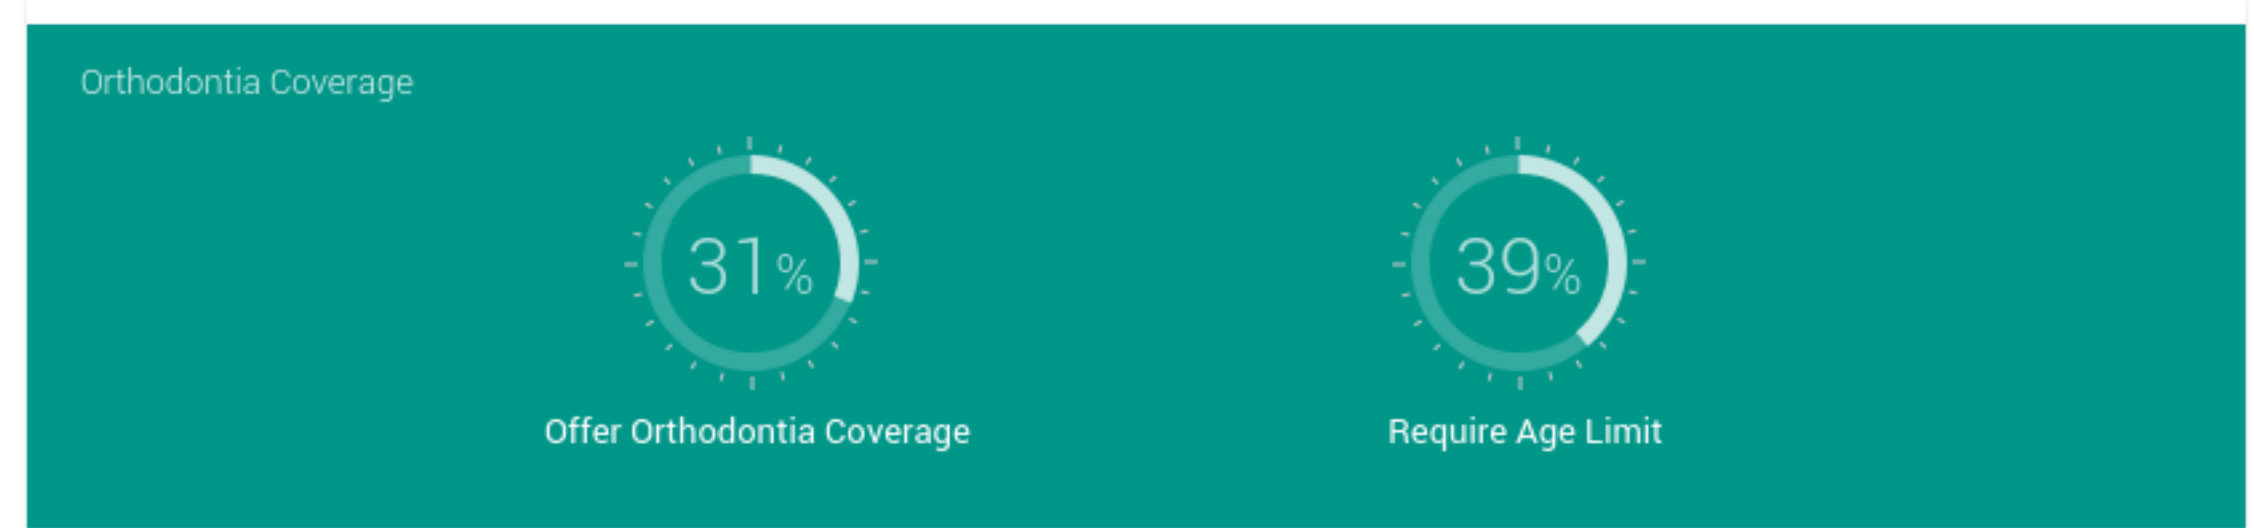 Orthodontia Coverage
31%
39%
Offer Orthodontia Coverage
Require Age Limit